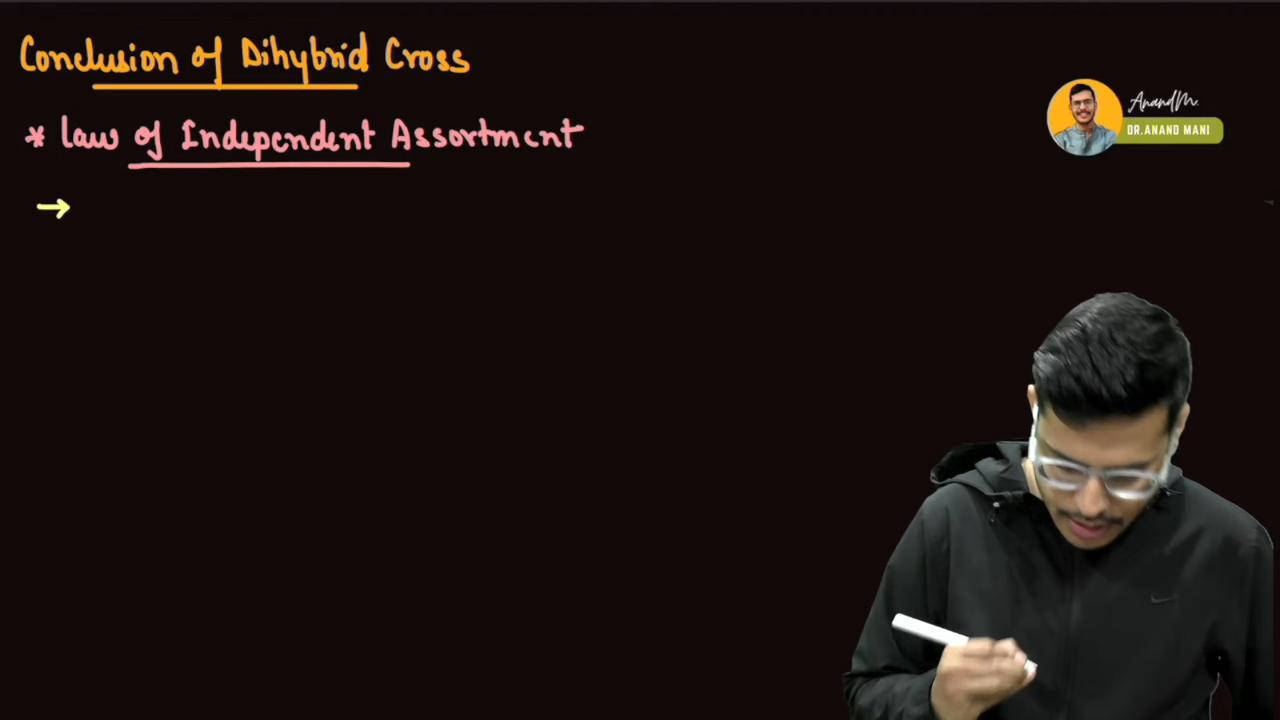 Conclusion of Dihybrid Cross
* Law of Independent Assortment
→
AnandM.
DR.ANAND MANI